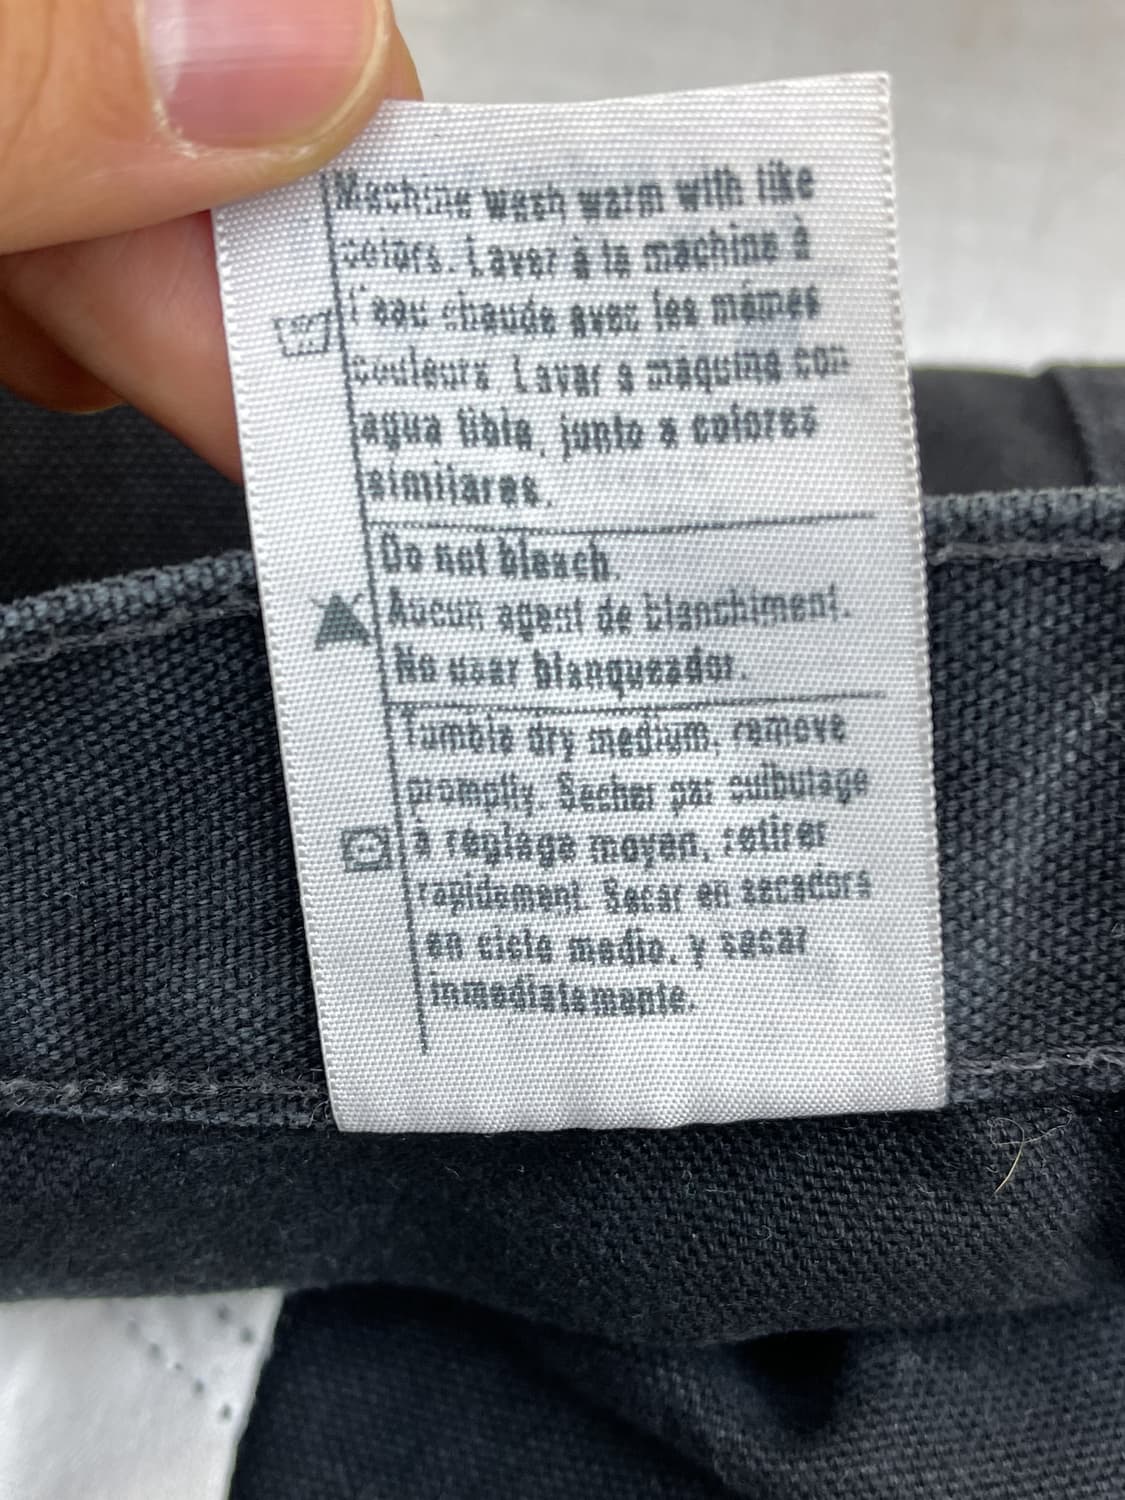 Machine wash warm with like
colors. Laver à la machine à
l'eau chaude avec les mêmes
couleurs. Lavar a maquina con
agua tibia, junto a colores
similares.
Do not bleach.
Aucun agent de blanchiment.
No usar blanqueador.
Tumble dry medium, remove
promptly. Sécher par culbutage
à réglage moyen, retirer
rapidement. Secar en secadora
en ciclo medio, y sacar
inmediatamente.